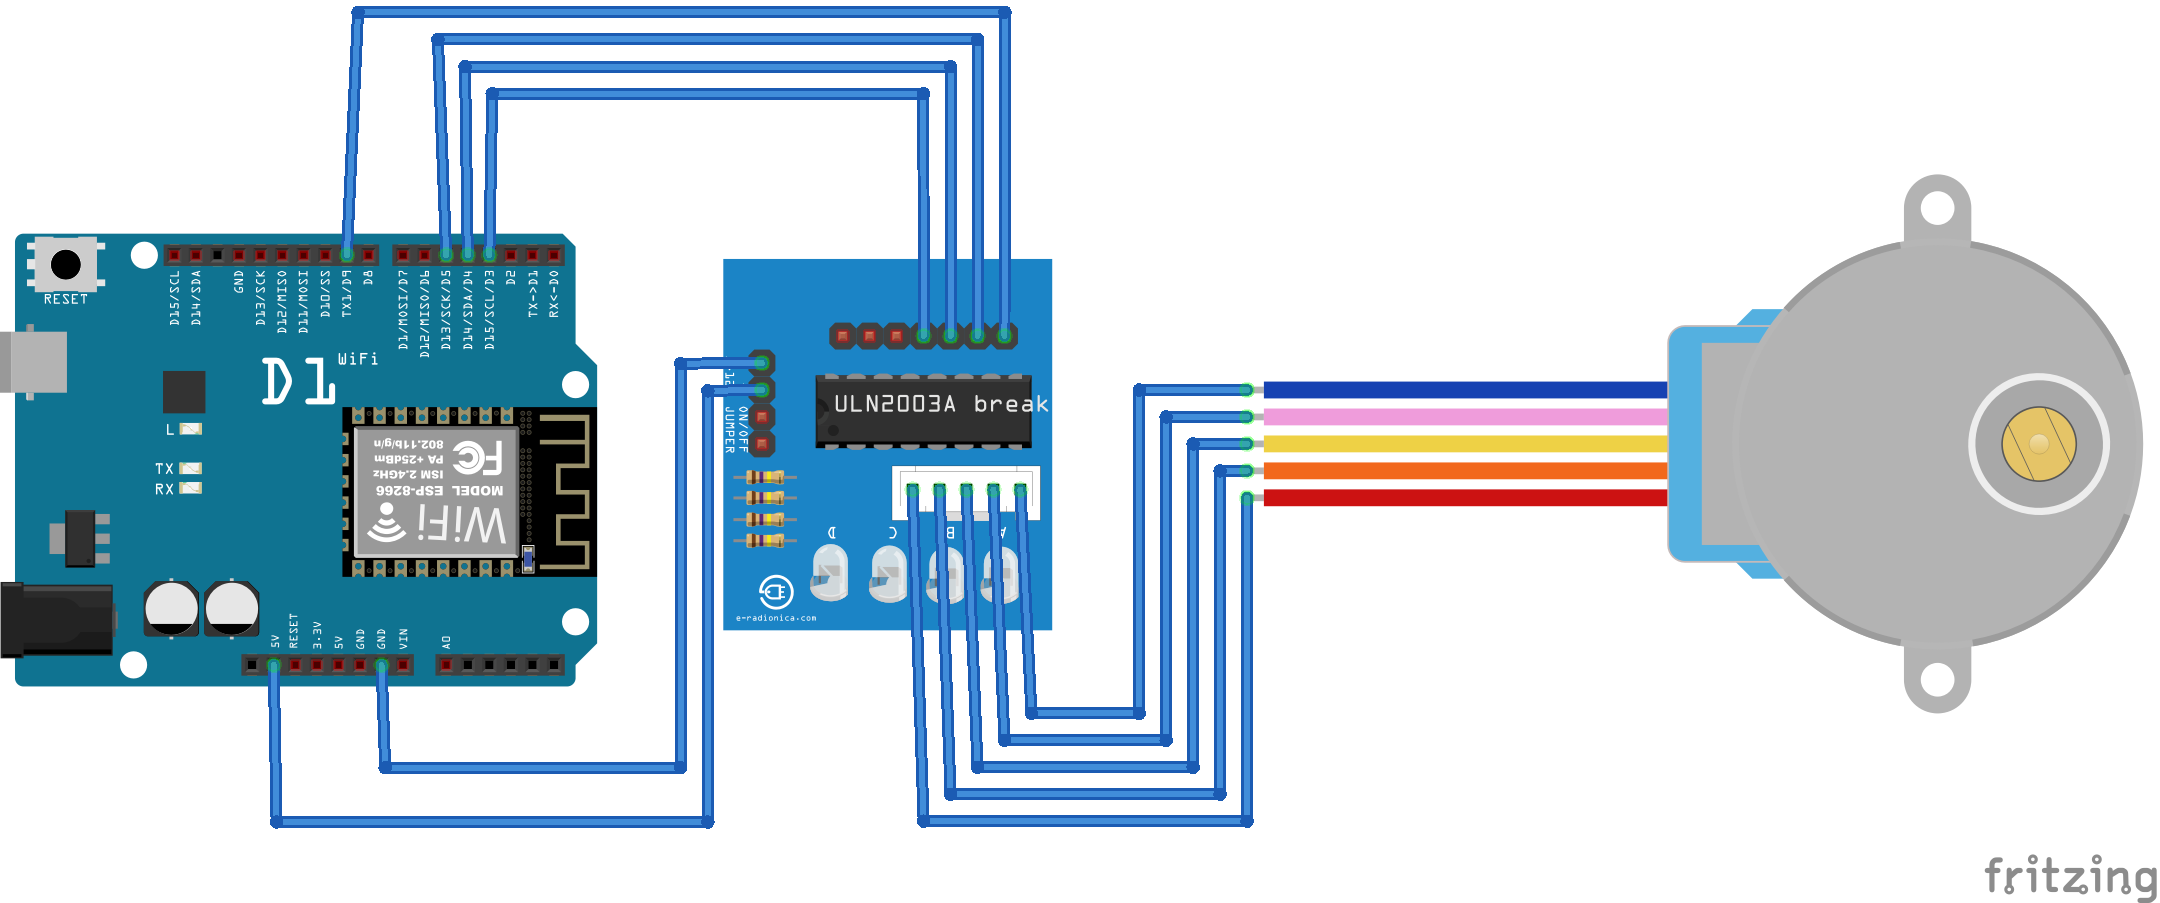 RESET
D15/SCL
D14/SDA
GND
D13/SCK
D12/MISO
D11/MOSI
D10/SS
TX1/D9
D8
D1/MOSI/D7
D12/MISO/D6
D13/SCK/D5
D14/SDA/D4
D15/SCL/D3
D2
TX->D1
RX<-D0
D1 WiFi
L
TX
RX
WiFi
MODEL ESP-8266
ISM 2.4GHz
PA +25dBm
802.11b/g/n
FC
5V
RESET
3.3V
5V
GND
GND
VIN
A0
ON/OFF
JUMPER
ULN2003A break
D
C
B
A
e-radionica.com
fritzing